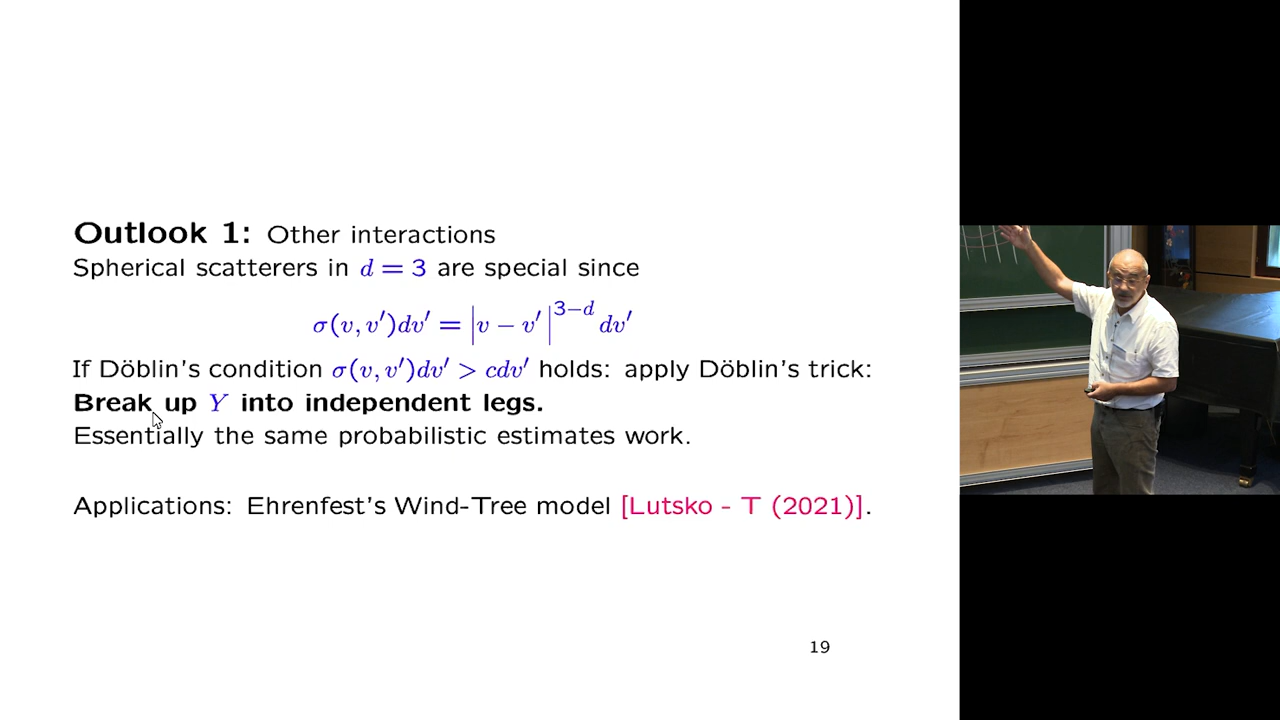 Outlook 1: Other interactions
Spherical scatterers in d = 3 are special since
σ(v, v′)dv′ = |v − v′|^{3−d} dv′
If Döblin's condition σ(v, v′)dv′ > cdv′ holds: apply Döblin's trick:
Break up Y into independent legs.
Essentially the same probabilistic estimates work.
Applications: Ehrenfest's Wind-Tree model [Lutsko - T (2021)].
19